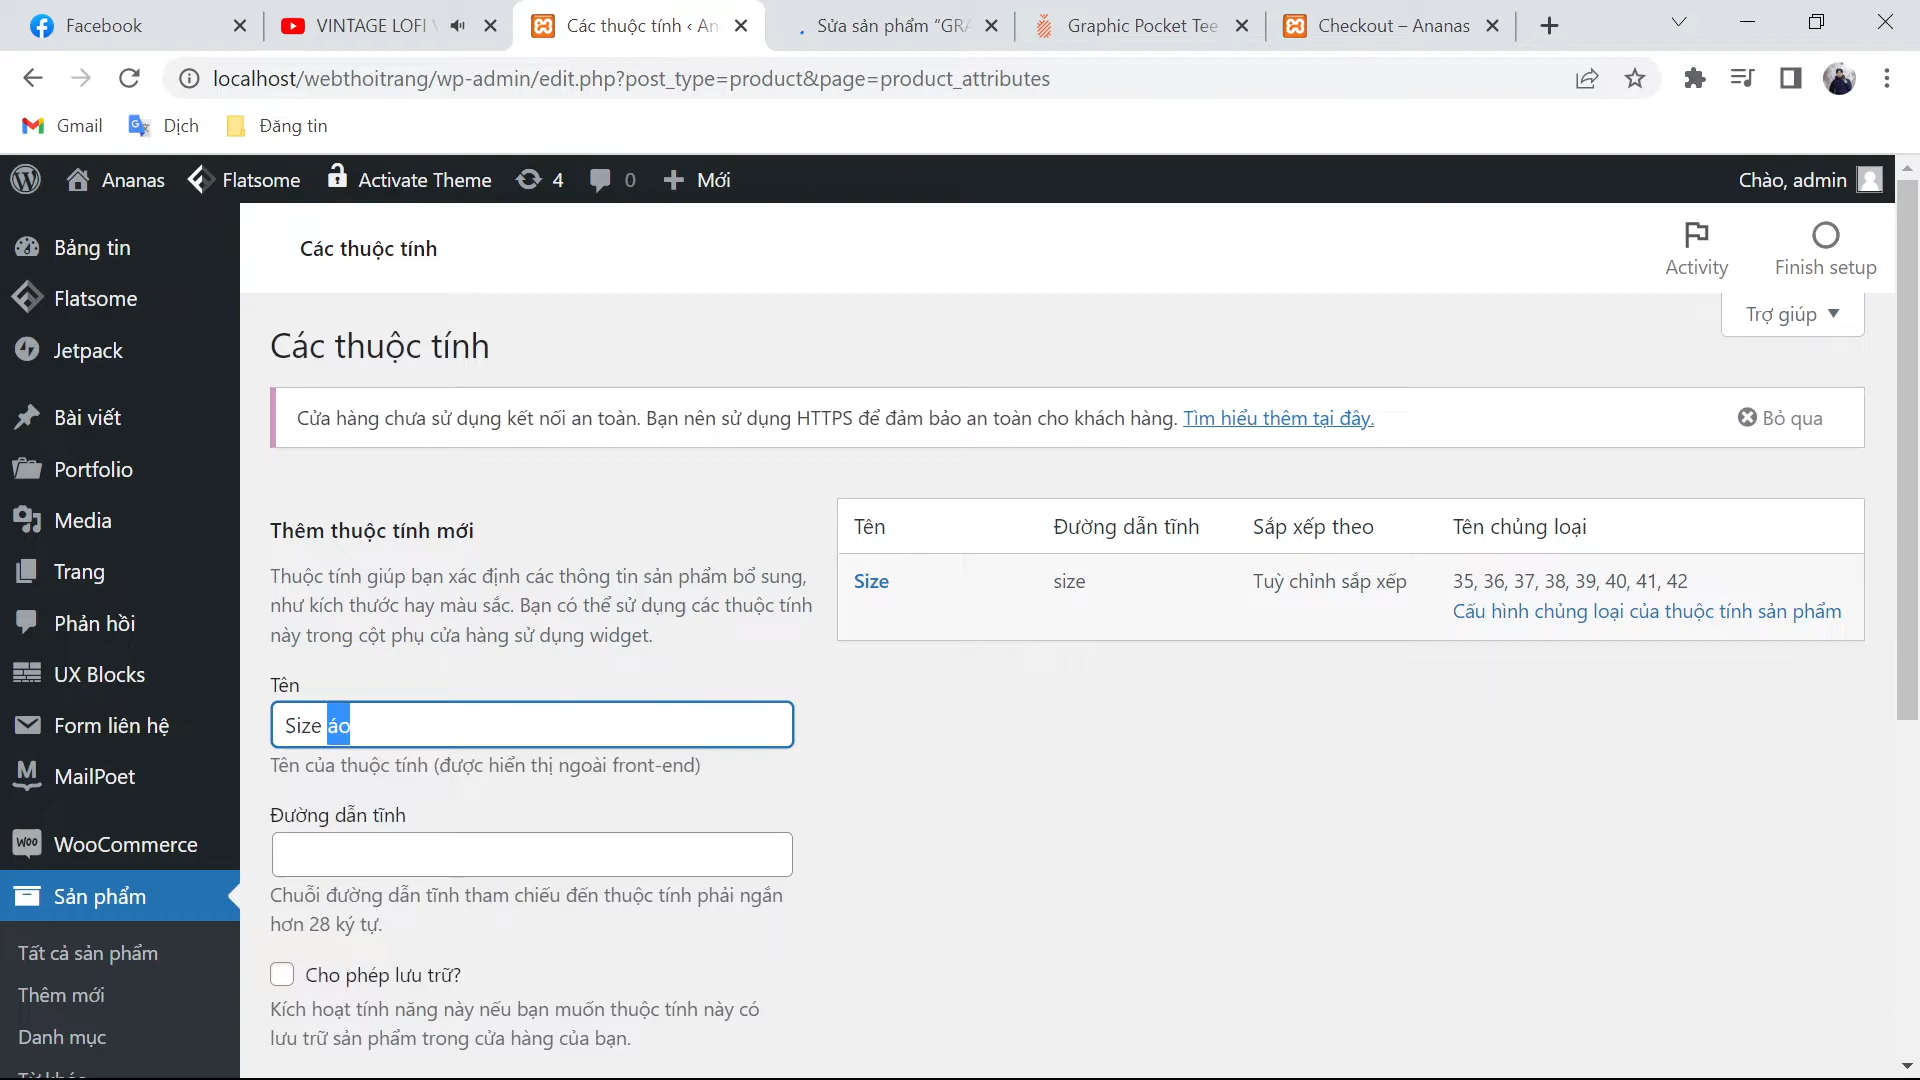 Facebook
VINTAGE LOFI
Các thuộc tính ‹ An
Sửa sản phẩm “GRA
Graphic Pocket Tee
Checkout – Ananas
localhost/webthoitrang/wp-admin/edit.php?post_type=product&page=product_attributes
Gmail
Dịch
Đăng tin
Ananas
Flatsome
Activate Theme
4
0
Mới
Chào, admin
Bảng tin
Flatsome
Jetpack
Bài viết
Portfolio
Media
Trang
Phản hồi
UX Blocks
Form liên hệ
MailPoet
WooCommerce
Sản phẩm
Tất cả sản phẩm
Thêm mới
Danh mục
Từ khóa
Các thuộc tính
Activity
Finish setup
Trợ giúp
Các thuộc tính
Cửa hàng chưa sử dụng kết nối an toàn. Bạn nên sử dụng HTTPS để đảm bảo an toàn cho khách hàng. Tìm hiểu thêm tại đây.
Bỏ qua
Thêm thuộc tính mới
Thuộc tính giúp bạn xác định các thông tin sản phẩm bổ sung,
như kích thước hay màu sắc. Bạn có thể sử dụng các thuộc tính
này trong cột phụ cửa hàng sử dụng widget.
Tên
Size áo
Tên của thuộc tính (được hiển thị ngoài front-end)
Đường dẫn tĩnh
Chuỗi đường dẫn tĩnh tham chiếu đến thuộc tính phải ngắn
hơn 28 ký tự.
Cho phép lưu trữ?
Kích hoạt tính năng này nếu bạn muốn thuộc tính này có
lưu trữ sản phẩm trong cửa hàng của bạn.
Tên Đường dẫn tĩnh Sắp xếp theo Tên chủng loại
Size size Tuỳ chỉnh sắp xếp 35, 36, 37, 38, 39, 40, 41, 42
Cấu hình chủng loại của thuộc tính sản phẩm